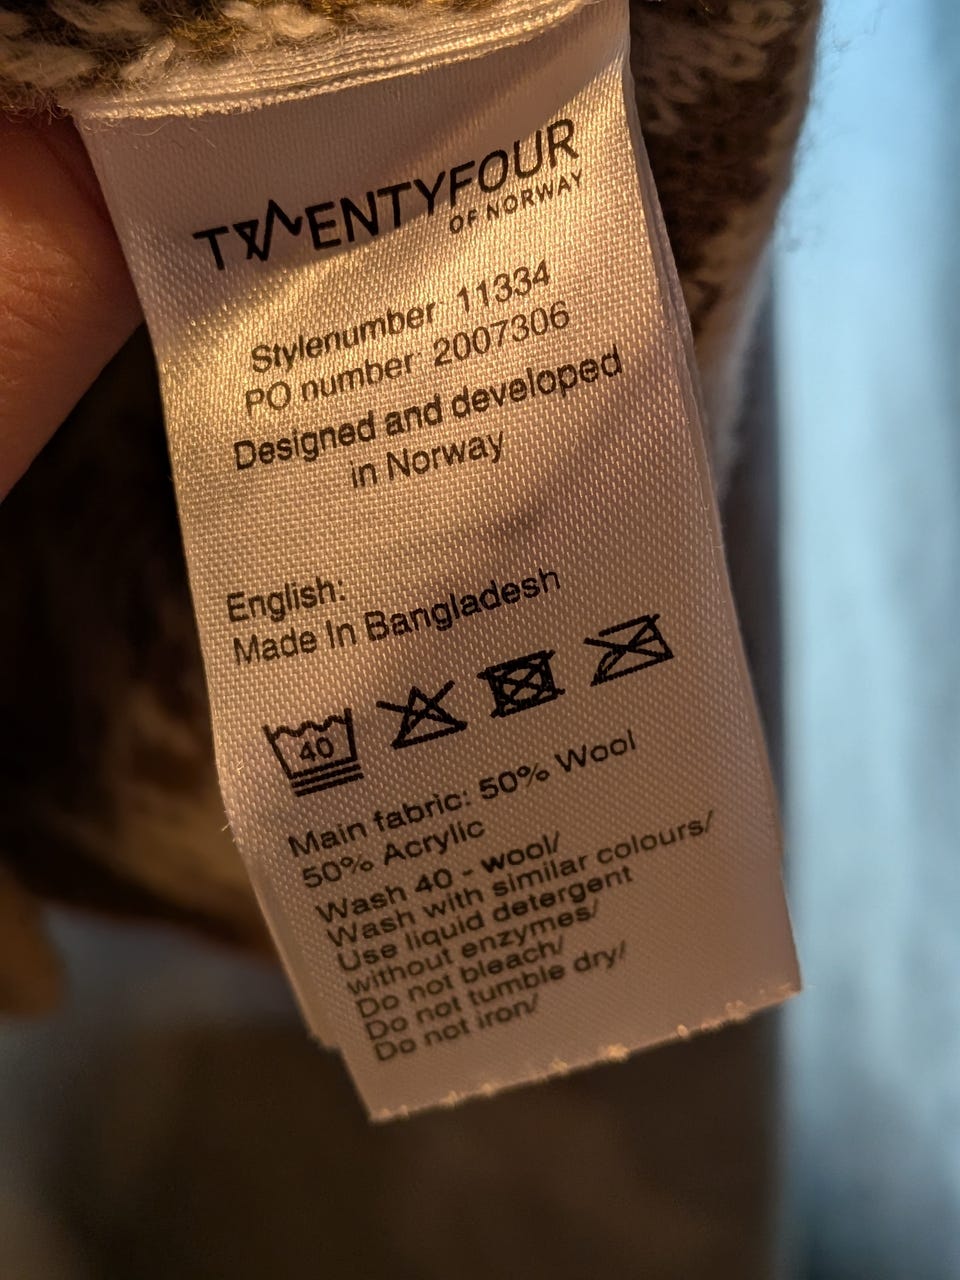 TWENTYFOUR
OF NORWAY
Stylenumber 11334
PO number 2007306
Designed and developed
in Norway
English:
Made In Bangladesh
40
Main fabric: 50% Wool
50% Acrylic
Wash 40 - wool/
Wash with similar colours/
Use liquid detergent
without enzymes/
Do not bleach/
Do not tumble dry/
Do not iron/